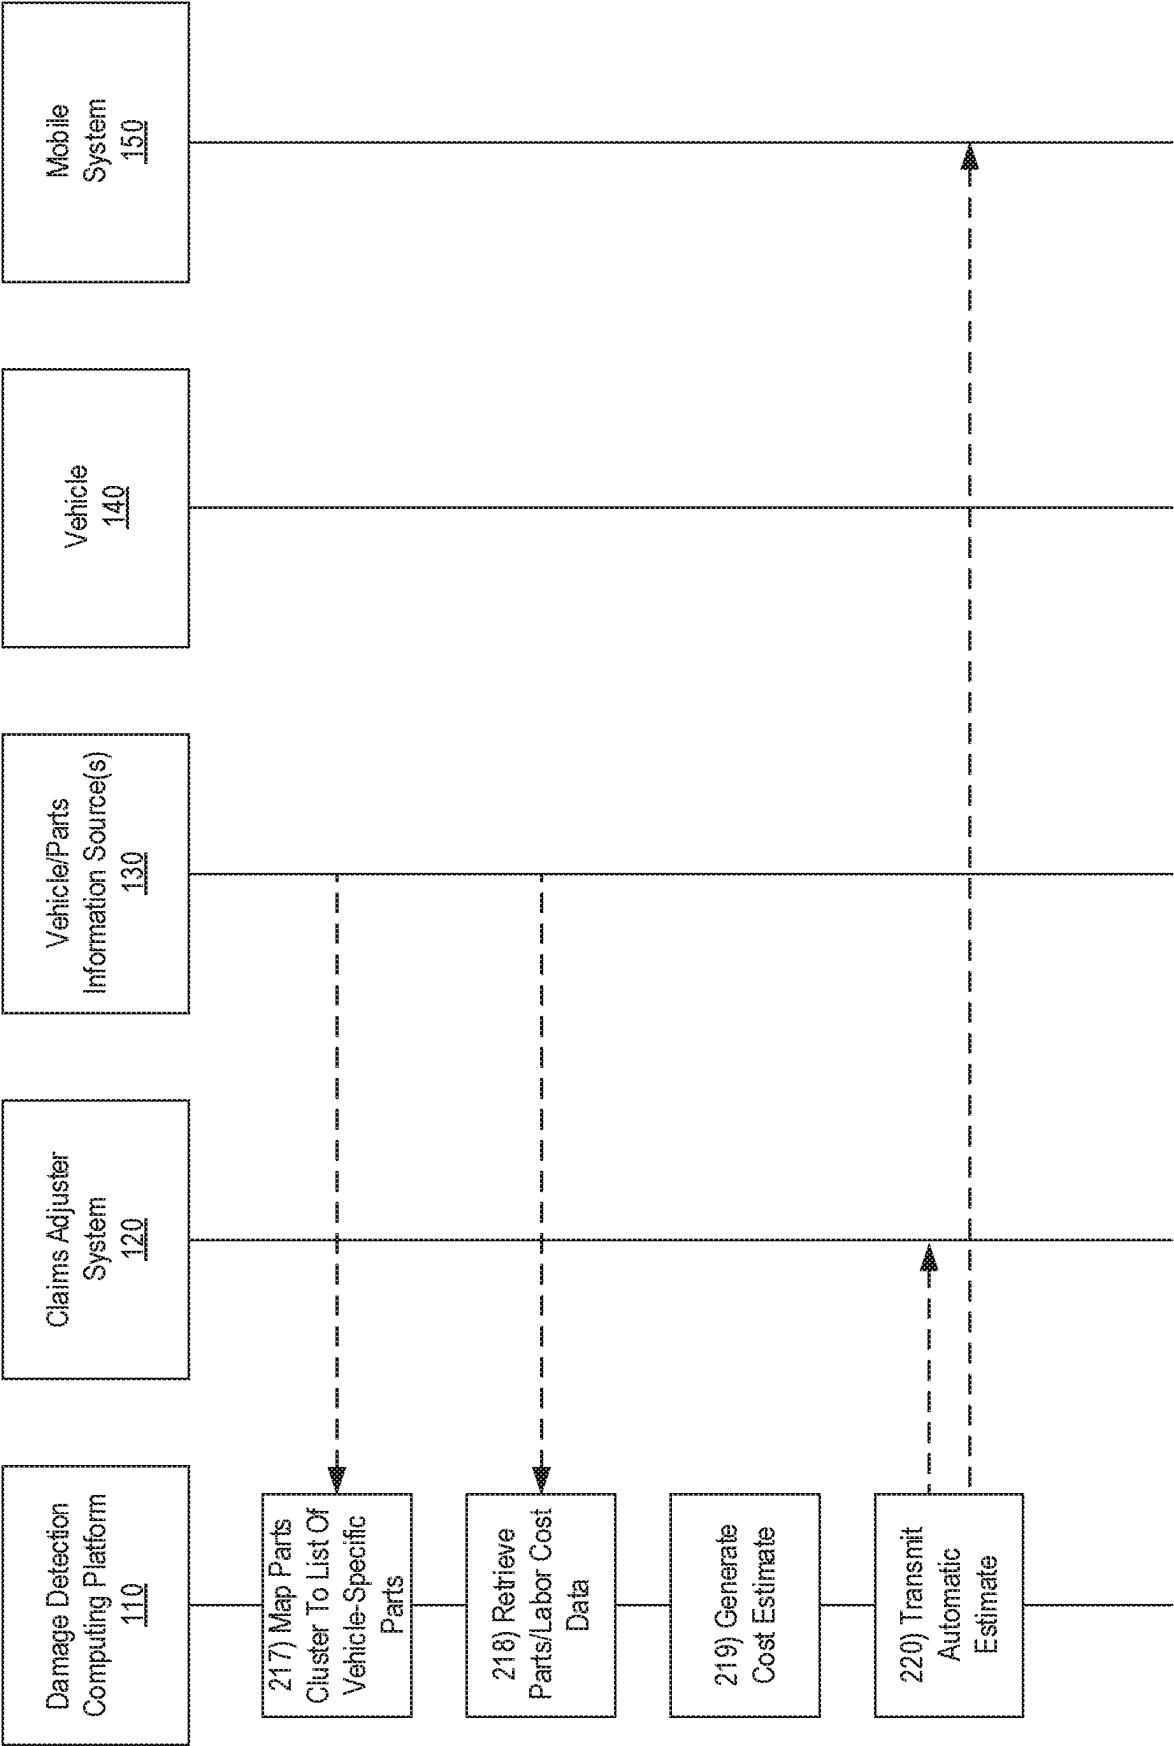 Damage Detection
Computing Platform
110
Claims Adjuster
System
120
Vehicle/Parts
Information Source(s)
130
Vehicle
140
Mobile
System
150
217) Map Parts
Cluster To List Of
Vehicle-Specific
Parts
218) Retrieve
Parts/Labor Cost
Data
219) Generate
Cost Estimate
220) Transmit
Automatic
Estimate